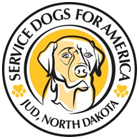 SERVICE DOGS FOR AMERICA
JUD, NORTH DAKOTA